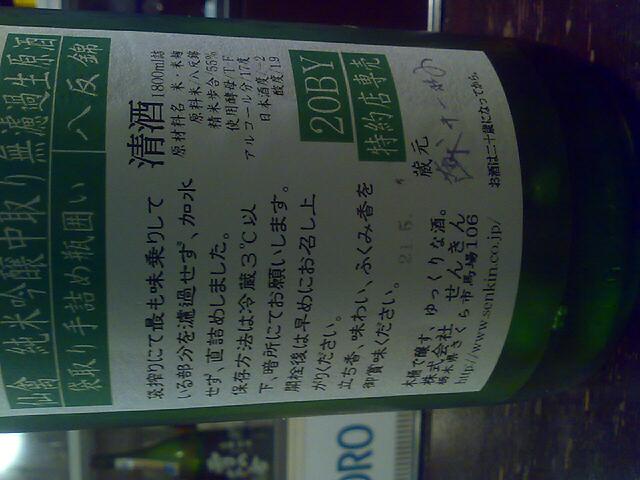 仙禽 純米吟醸中取り無濾過生原酒
袋取り手詰め瓶囲い 八反錦
清酒 1800ml詰
原材料名 米・米麹
原料米/八反錦
精米歩合/55%
使用酵母/T-F
アルコール分/17度
日本酒度/-2
酸度/1.9
20BY
特約店専売
袋搾りにて最も味乗りして
いる部分を濾過せず、加水
せず、直詰めしました。
保存方法は冷蔵3℃以
下、暗所にてお願いします。
開栓後は早めにお召し上
がりください。
立ち香、味わい、ふくみ香を
御賞味ください。
21.5.
蔵元
木桶で醸す、ゆっくりな酒。
株式会社 せんきん
栃木県さくら市馬場106
http://www.senkin.co.jp/
お酒は二十歳になってから
ORO